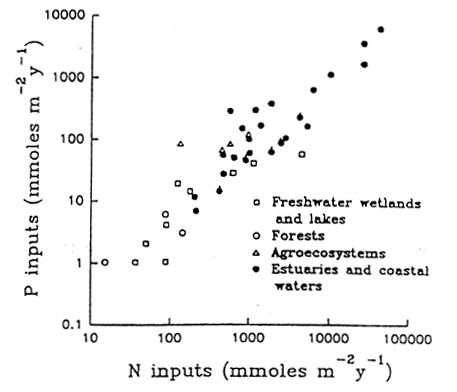 10000
1000
100
10
1
0.1
P inputs (mmoles m⁻² y⁻¹)
Freshwater wetlands
and lakes
Forests
Agroecosystems
Estuaries and coastal
waters
10 100 1000 10000 100000
N inputs (mmoles m⁻² y⁻¹)